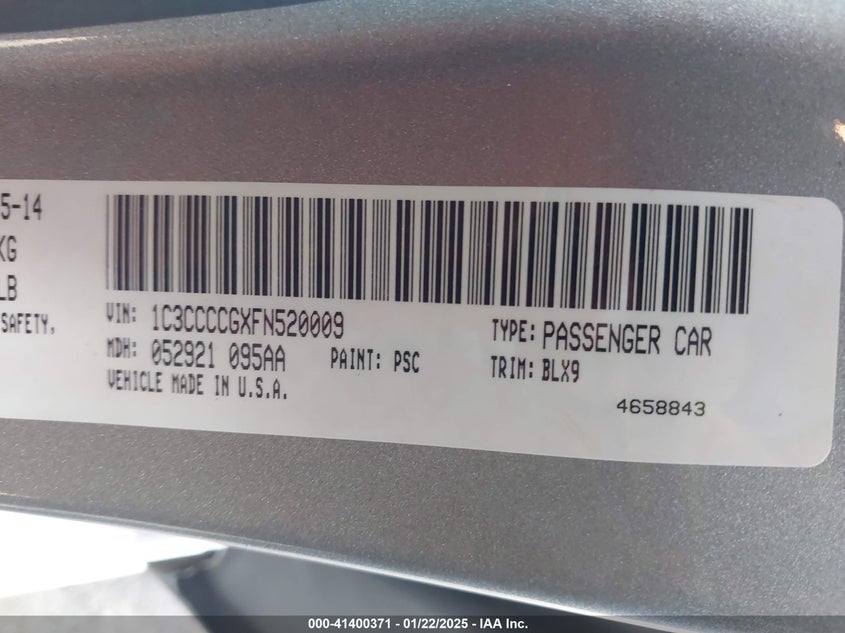 5-14
KG
LB
SAFETY,
VIN: 1C3CCCCGXFN520009
TYPE: PASSENGER CAR
MDH: 052921 095AA
PAINT: PSC
TRIM: BLX9
VEHICLE MADE IN U.S.A.
4658843
000-41400371 - 01/22/2025 - IAA Inc.